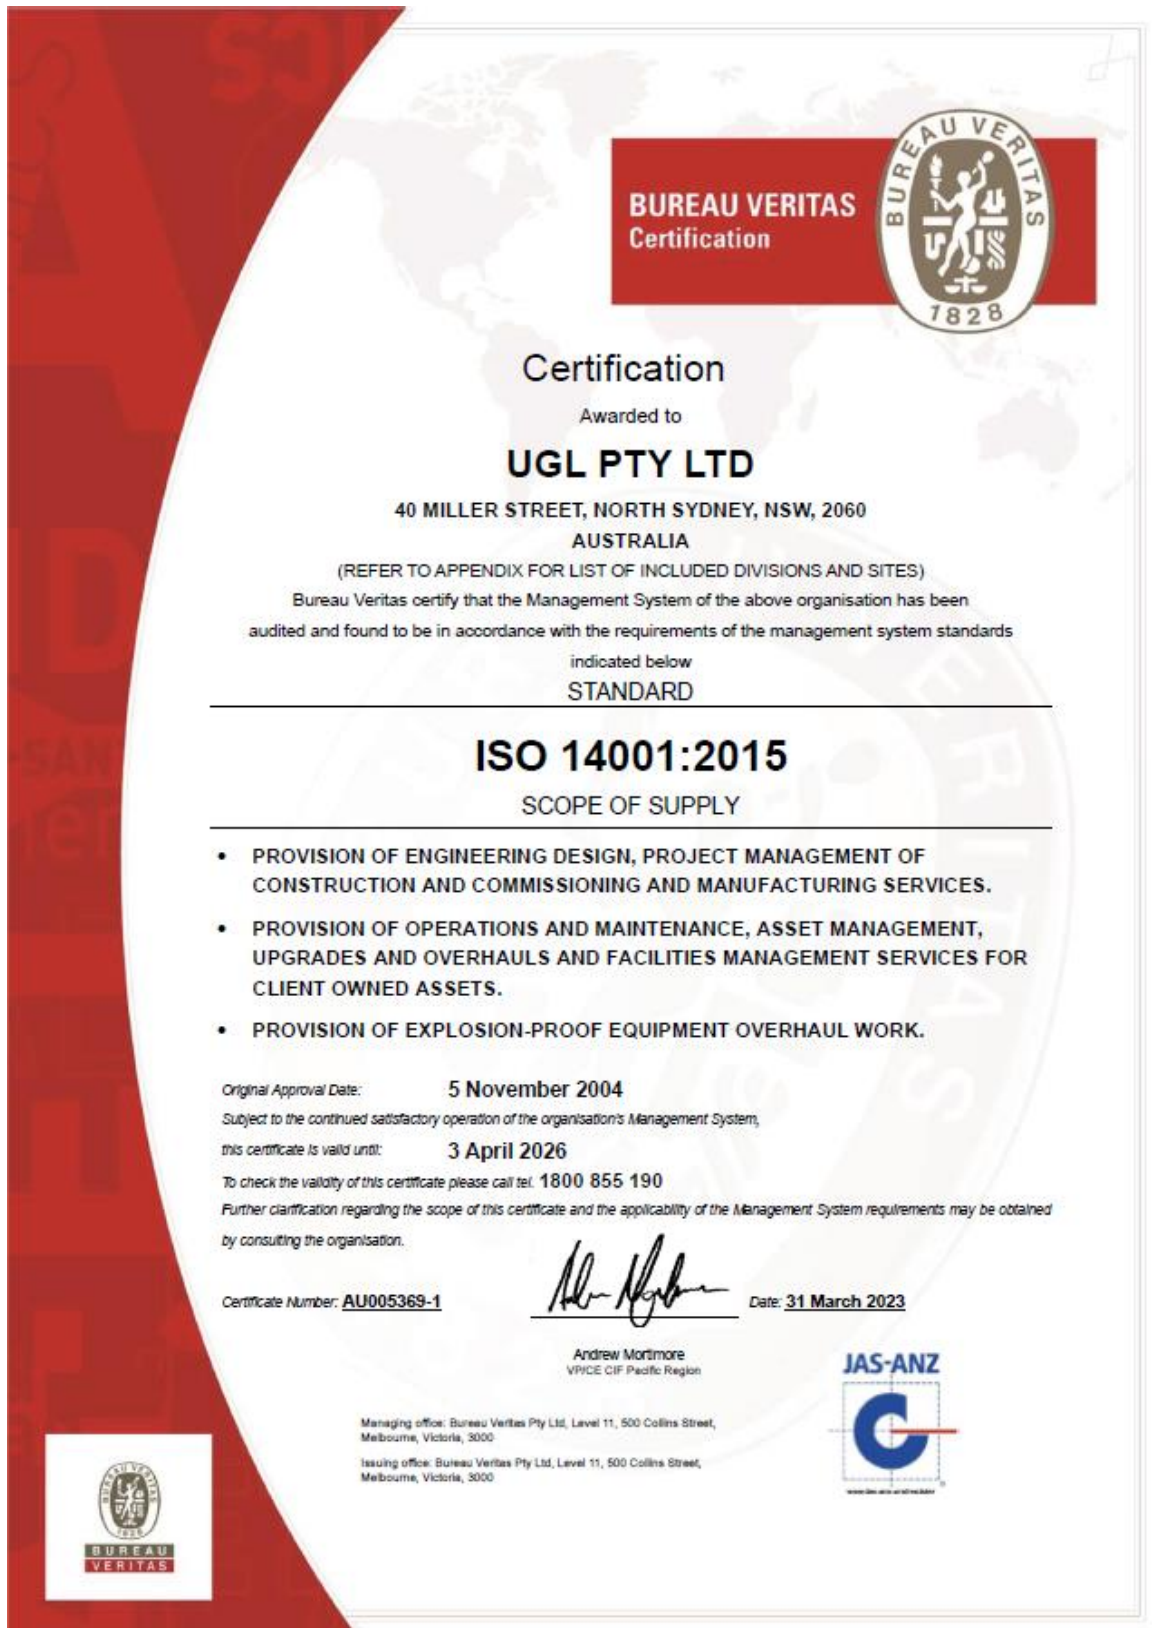 BUREAU VERITAS
Certification
BUREAU VERITAS
1828
Certification
Awarded to
UGL PTY LTD
40 MILLER STREET, NORTH SYDNEY, NSW, 2060
AUSTRALIA
(REFER TO APPENDIX FOR LIST OF INCLUDED DIVISIONS AND SITES)
Bureau Veritas certify that the Management System of the above organisation has been
audited and found to be in accordance with the requirements of the management system standards
indicated below
STANDARD
ISO 14001:2015
SCOPE OF SUPPLY
• PROVISION OF ENGINEERING DESIGN, PROJECT MANAGEMENT OF
CONSTRUCTION AND COMMISSIONING AND MANUFACTURING SERVICES.
• PROVISION OF OPERATIONS AND MAINTENANCE, ASSET MANAGEMENT,
UPGRADES AND OVERHAULS AND FACILITIES MANAGEMENT SERVICES FOR
CLIENT OWNED ASSETS.
• PROVISION OF EXPLOSION-PROOF EQUIPMENT OVERHAUL WORK.
Original Approval Date: 5 November 2004
Subject to the continued satisfactory operation of the organisation's Management System,
this certificate is valid until: 3 April 2026
To check the validity of this certificate please call tel. 1800 855 190
Further clarification regarding the scope of this certificate and the applicability of the Management System requirements may be obtained
by consulting the organisation.
Certificate Number: AU005369-1
Date: 31 March 2023
Andrew Mortimore
VP/CE CIF Pacific Region
JAS-ANZ
Managing office: Bureau Veritas Pty Ltd, Level 11, 500 Collins Street,
Melbourne, Victoria, 3000
Issuing office: Bureau Veritas Pty Ltd, Level 11, 500 Collins Street,
Melbourne, Victoria, 3000
BUREAU VERITAS
1828
BUREAU
VERITAS